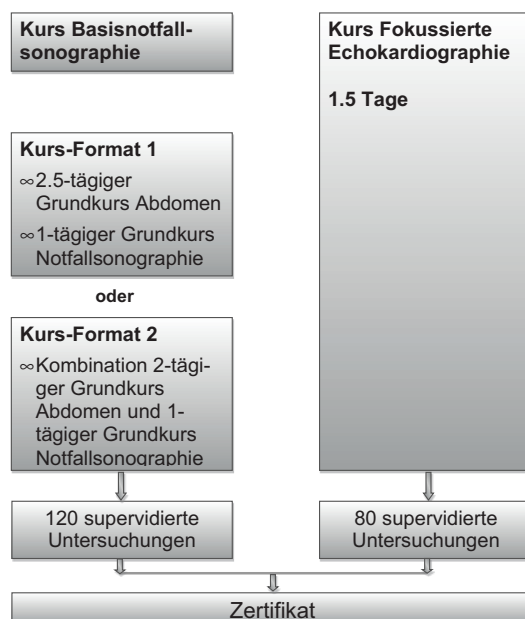 Kurs Basisnotfall-
sonographie
Kurs-Format 1
∞2.5-tägiger
Grundkurs Abdomen
∞1-tägiger Grundkurs
Notfallsonographie
oder
Kurs-Format 2
∞Kombination 2-tägi-
ger Grundkurs
Abdomen und 1-
tägiger Grundkurs
Notfallsonographie
120 supervidierte
Untersuchungen
Kurs Fokussierte
Echokardiographie
1.5 Tage
80 supervidierte
Untersuchungen
Zertifikat